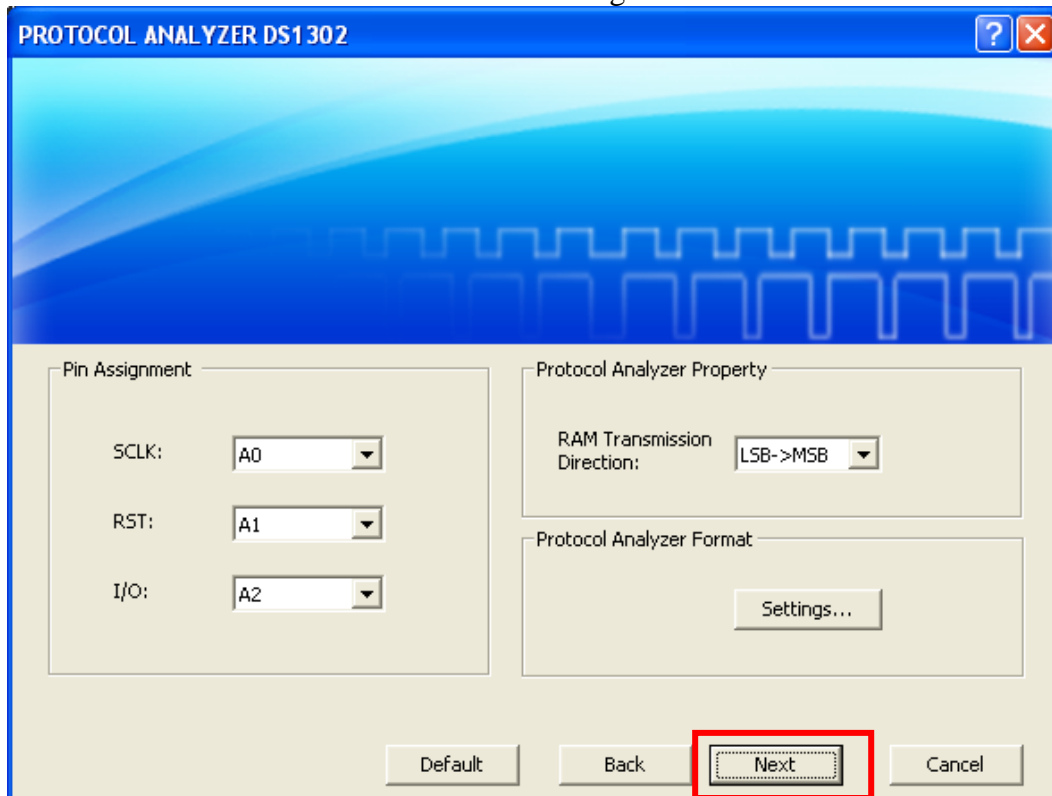 PROTOCOL ANALYZER DS1302
Pin Assignment
SCLK:
A0
RST:
A1
I/O:
A2
Protocol Analyzer Property
RAM Transmission
Direction:
LSB->MSB
Protocol Analyzer Format
Settings...
Default
Back
Next
Cancel